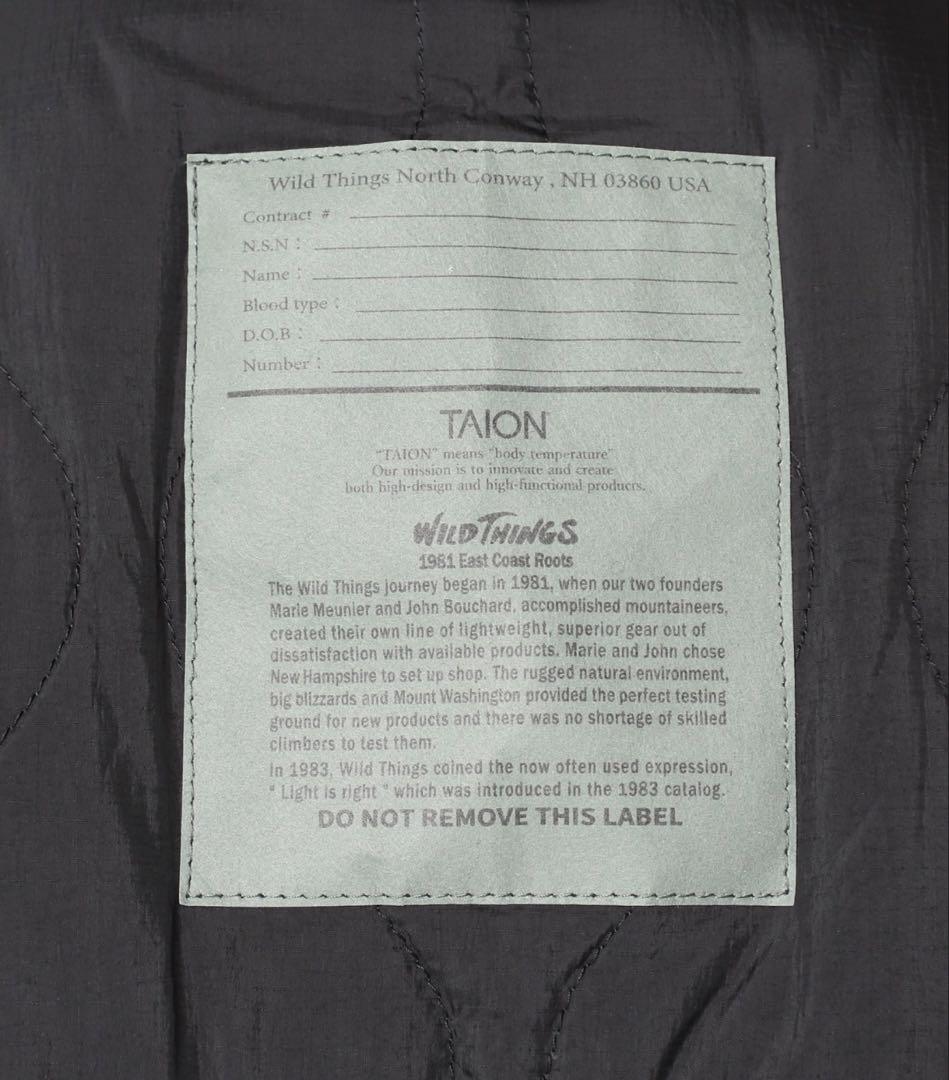 Wild Things North Conway , NH 03860 USA
Contract #
N.S.N :
Name :
Blood type :
D.O.B :
Number :
TAION
"TAION" means "body temperature"
Our mission is to innovate and create
both high-design and high-functional products.
WILD THINGS
1981 East Coast Roots
The Wild Things journey began in 1981, when our two founders
Marie Meunier and John Bouchard, accomplished mountaineers,
created their own line of lightweight, superior gear out of
dissatisfaction with available products. Marie and John chose
New Hampshire to set up shop. The rugged natural environment,
big blizzards and Mount Washington provided the perfect testing
ground for new products and there was no shortage of skilled
climbers to test them.
In 1983, Wild Things coined the now often used expression,
" Light is right " which was introduced in the 1983 catalog.
DO NOT REMOVE THIS LABEL